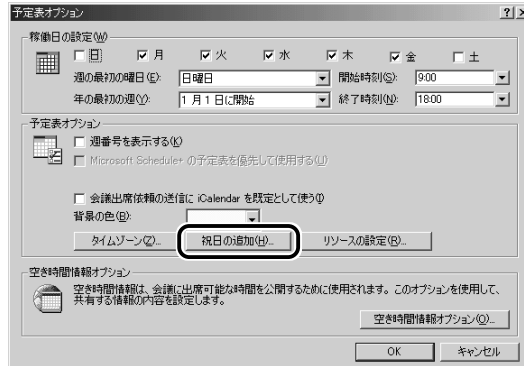 予定表オプション
稼働日の設定(W)
日 月 火 水 木 金 土
週の最初の曜日(E): 日曜日 開始時刻(S): 9:00
年の最初の週(Y): 1 月 1 日に開始 終了時刻(N): 18:00
予定表オプション
週番号を表示する(K)
Microsoft Schedule+ の予定表を優先して使用する(U)
会議出席依頼の送信に iCalendar を既定として使う(I)
背景の色(B):
タイムゾーン(Z)... 祝日の追加(H)... リソースの設定(R)...
空き時間情報オプション
空き時間情報は、会議に出席可能な時間を公開するために使用されます。このオプションを使用して、
共有する情報の内容を設定します。
空き時間情報オプション(O)...
OK キャンセル